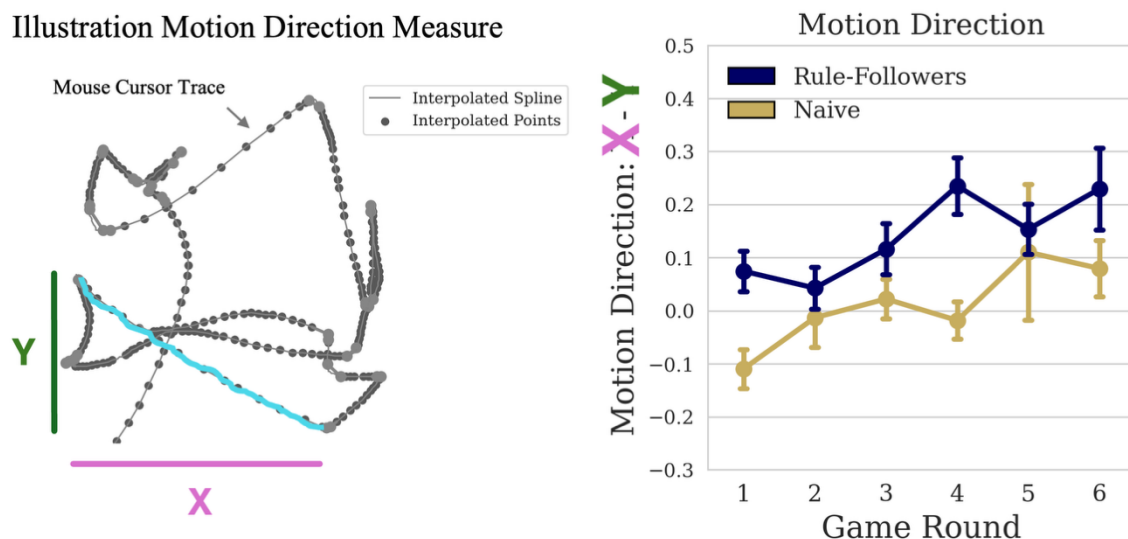 Illustration Motion Direction Measure
Mouse Cursor Trace
Interpolated Spline
Interpolated Points
Y
X
Motion Direction
Rule-Followers
Naive
Motion Direction: X - Y
0.5
0.4
0.3
0.2
0.1
0.0
−0.1
−0.2
−0.3
1 2 3 4 5 6
Game Round